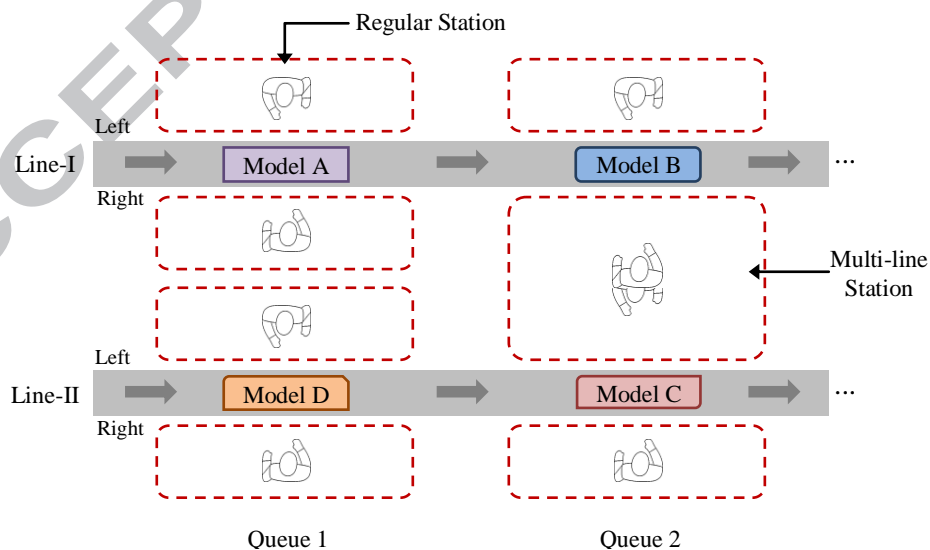 Regular Station
CCEP
Left
Line-I
Model A
Model B
...
Right
Multi-line
Station
Left
Line-II
Model D
Model C
...
Right
Queue 1
Queue 2